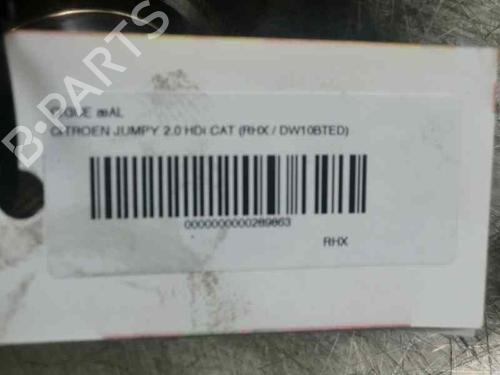 B-PARTS
CITROEN JUMPY 2.0 HDi CAT (RHX / DW10BTED)
0000000000289863
RHX